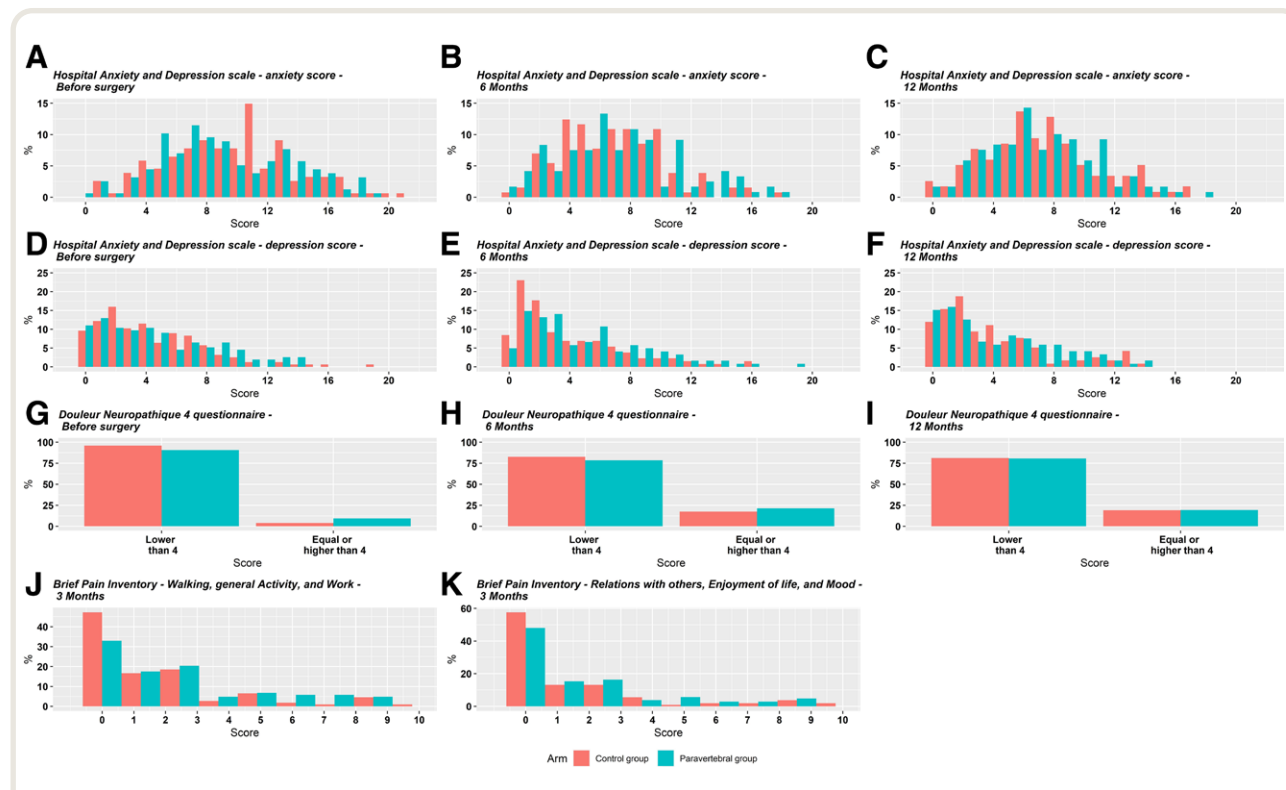 A
Hospital Anxiety and Depression scale - anxiety score -
Before surgery
15
10
5
0
%
0 4 8 12 16 20
Score
B
Hospital Anxiety and Depression scale - anxiety score -
6 Months
15
10
5
0
%
0 4 8 12 16 20
Score
C
Hospital Anxiety and Depression scale - anxiety score -
12 Months
15
10
5
0
%
0 4 8 12 16 20
Score
D
Hospital Anxiety and Depression scale - depression score -
Before surgery
25
20
15
10
5
0
%
0 4 8 12 16 20
Score
E
Hospital Anxiety and Depression scale - depression score -
6 Months
25
20
15
10
5
0
%
0 4 8 12 16 20
Score
F
Hospital Anxiety and Depression scale - depression score -
12 Months
25
20
15
10
5
0
%
0 4 8 12 16 20
Score
G
Douleur Neuropathique 4 questionnaire -
Before surgery
100
75
50
25
0
%
Lower than 4
Equal or higher than 4
Score
H
Douleur Neuropathique 4 questionnaire -
6 Months
100
75
50
25
0
%
Lower than 4
Equal or higher than 4
Score
I
Douleur Neuropathique 4 questionnaire -
12 Months
100
75
50
25
0
%
Lower than 4
Equal or higher than 4
Score
J
Brief Pain Inventory - Walking, general Activity, and Work -
3 Months
40
30
20
10
0
%
0 1 2 3 4 5 6 7 8 9 10
Score
K
Brief Pain Inventory - Relations with others, Enjoyment of life, and Mood -
3 Months
60
40
20
0
%
0 1 2 3 4 5 6 7 8 9 10
Score
Arm Control group Paravertebral group